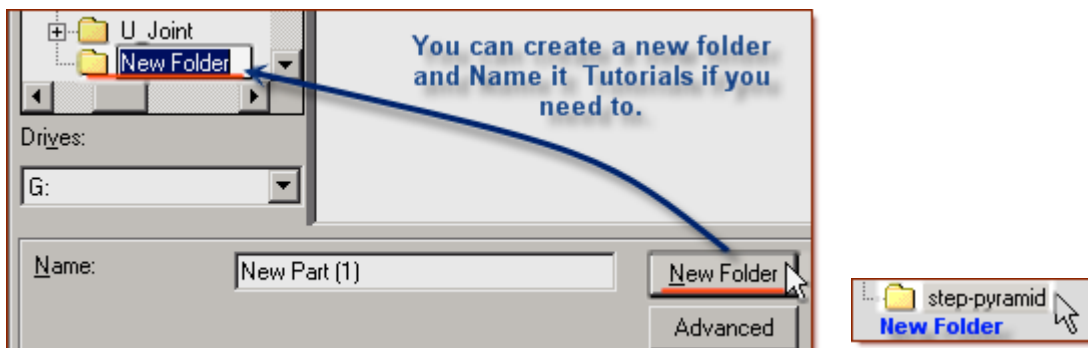 U_Joint
New Folder
You can create a new folder
and Name it Tutorials if you
need to.
Drives:
G:
Name:
New Part (1)
New Folder
Advanced
step-pyramid
New Folder